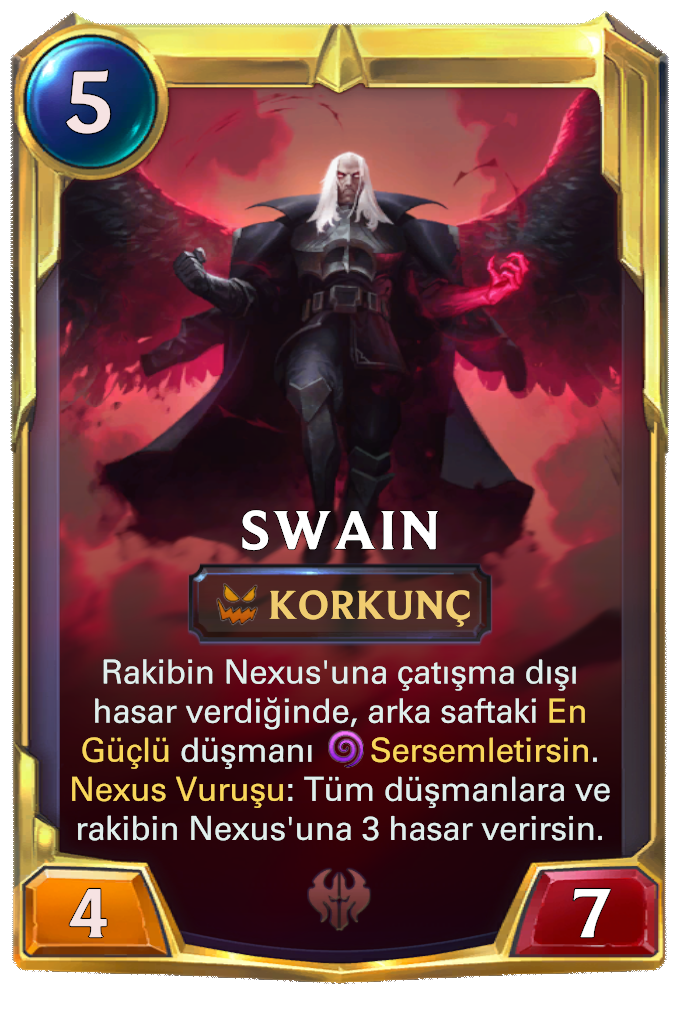 5
SWAIN
KORKUNÇ
Rakibin Nexus'una çatışma dışı
hasar verdiğinde, arka saftaki En
Güçlü düşmanı Sersemletirsin.
Nexus Vuruşu: Tüm düşmanlara ve
rakibin Nexus'una 3 hasar verirsin.
4
7